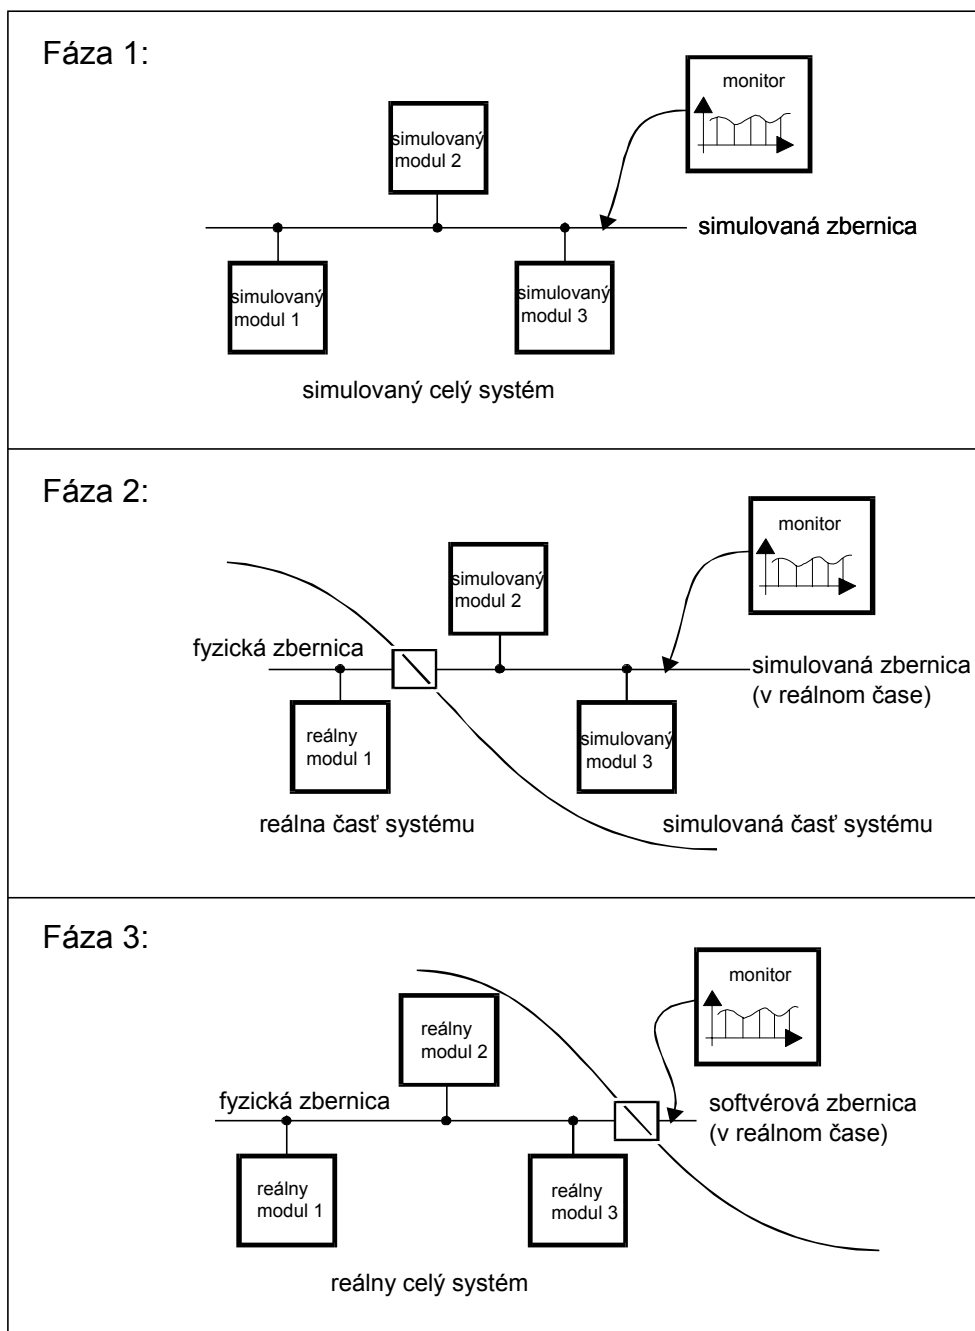 Fáza 1:
monitor
simulovaný
modul 2
simulovaná zbernica
simulovaný
modul 1
simulovaný
modul 3
simulovaný celý systém
Fáza 2:
monitor
simulovaný
modul 2
fyzická zbernica
simulovaná zbernica
(v reálnom čase)
reálny
modul 1
simulovaný
modul 3
reálna časť systému
simulovaná časť systému
Fáza 3:
monitor
reálny
modul 2
fyzická zbernica
softvérová zbernica
(v reálnom čase)
reálny
modul 1
reálny
modul 3
reálny celý systém